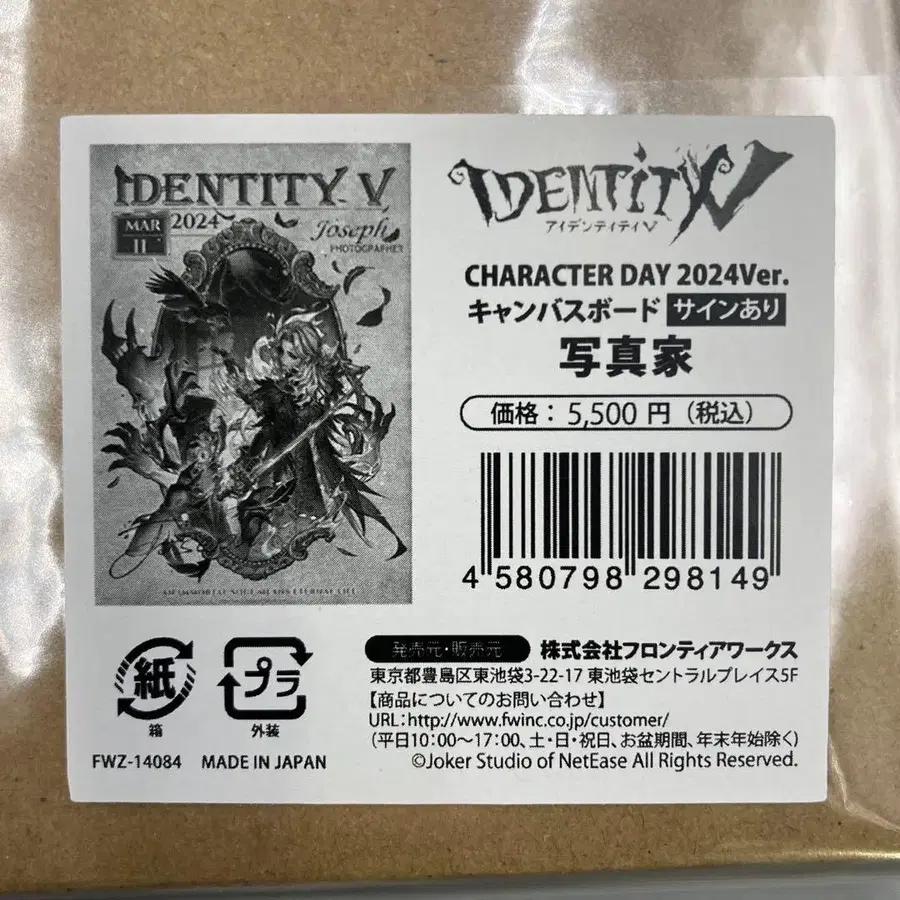 IDENTITY V
MAR
11
2024
Joseph
PHOTOGRAPHER
AN IMMORTAL SOUL MEANS ETERNAL LIFE
IDENTITY V
アイデンティティV
CHARACTER DAY 2024Ver.
キャンバスボード サインあり
写真家
価格：5,500 円（税込）
4 580798 298149
紙
箱
プラ
外装
FWZ-14084 MADE IN JAPAN
発売元・販売元 株式会社フロンティアワークス
東京都豊島区東池袋3-22-17 東池袋セントラルプレイス5F
【商品についてのお問い合わせ】
URL:http://www.fwinc.co.jp/customer/
（平日10:00～17:00、土・日・祝日、お盆期間、年末年始除く）
©Joker Studio of NetEase All Rights Reserved.